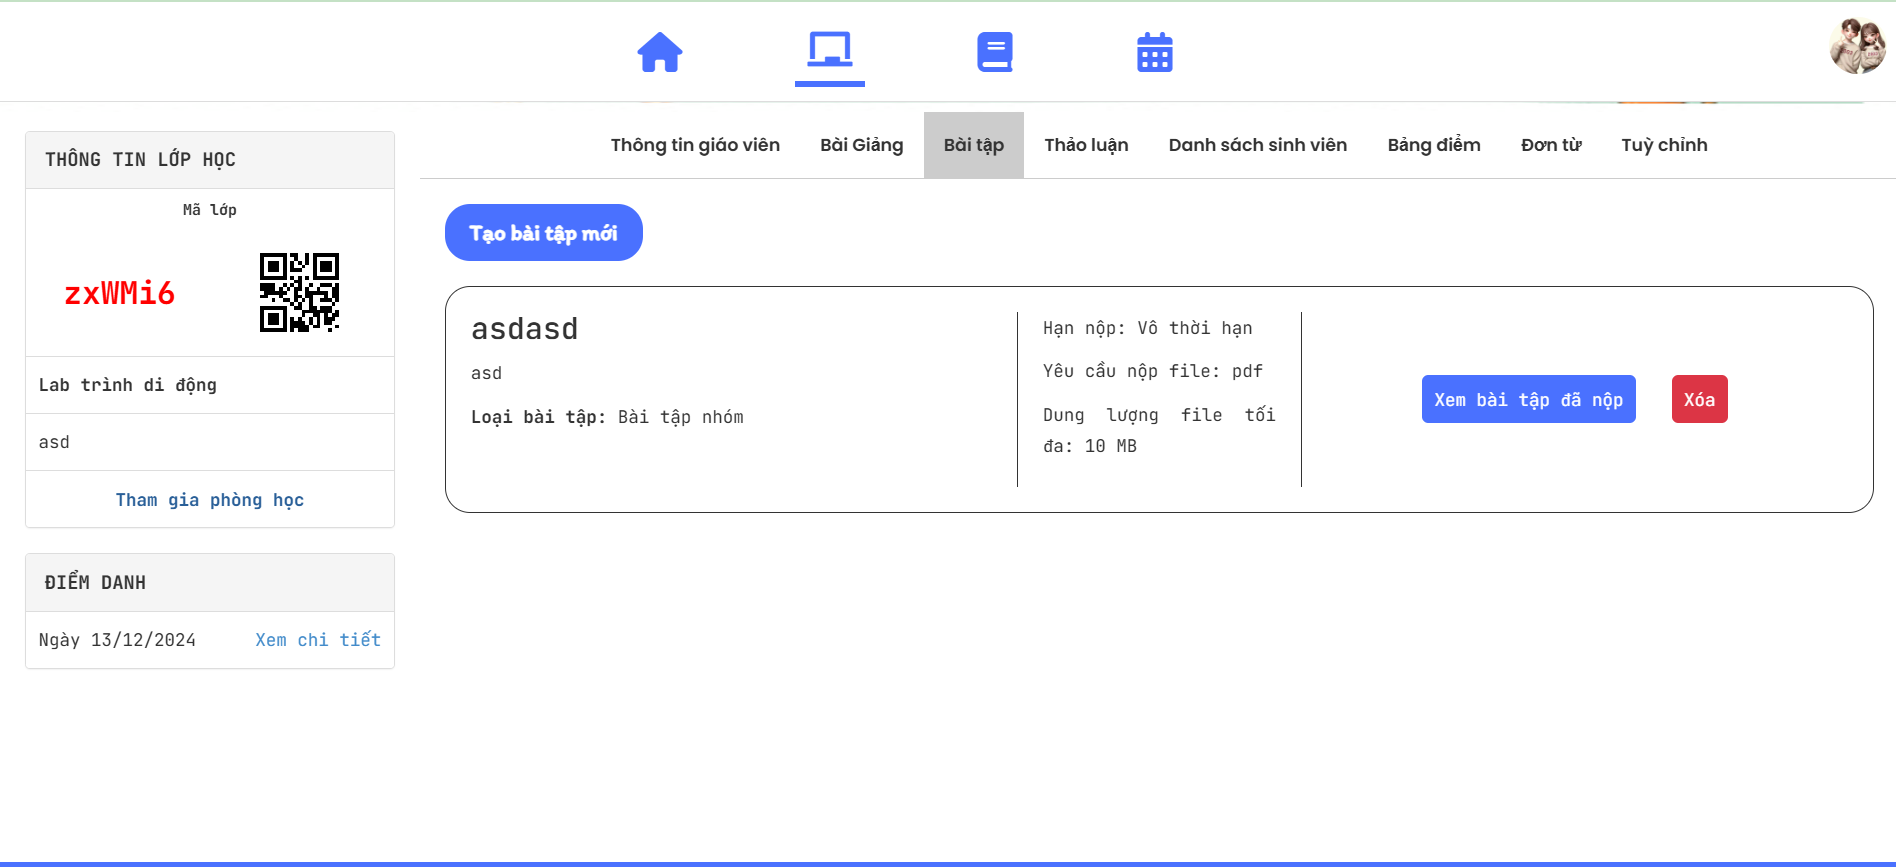 Thông tin giáo viên
Bài Giảng
Bài tập
Thảo luận
Danh sách sinh viên
Bảng điểm
Đơn từ
Tuỳ chỉnh
THÔNG TIN LỚP HỌC
Mã lớp
zxWMi6
Lab trình di động
asd
Tham gia phòng học
ĐIỂM DANH
Ngày 13/12/2024
Xem chi tiết
Tạo bài tập mới
asdasd
asd
Loại bài tập: Bài tập nhóm
Hạn nộp: Vô thời hạn
Yêu cầu nộp file: pdf
Dung lượng file tối
đa: 10 MB
Xem bài tập đã nộp
Xóa